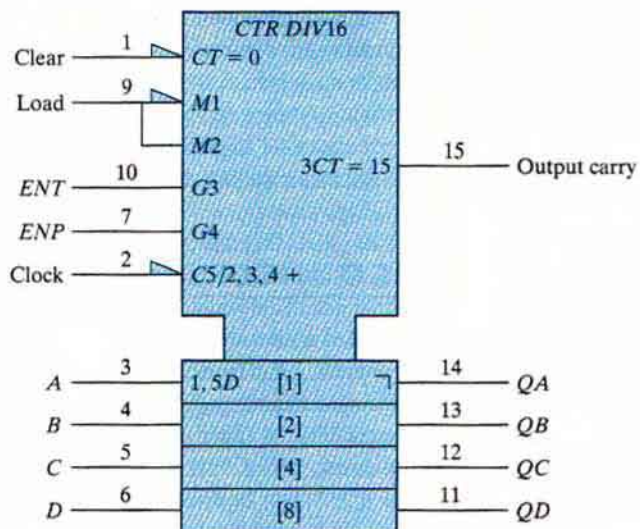 CTR DIV16
1
Clear
CT = 0
9
Load
M1
M2
15
3CT = 15
Output carry
10
ENT
G3
7
ENP
G4
2
Clock
C5/2, 3, 4 +
3
A
1, 5D [1]
14
QA
4
B
[2]
13
QB
5
C
[4]
12
QC
6
D
[8]
11
QD